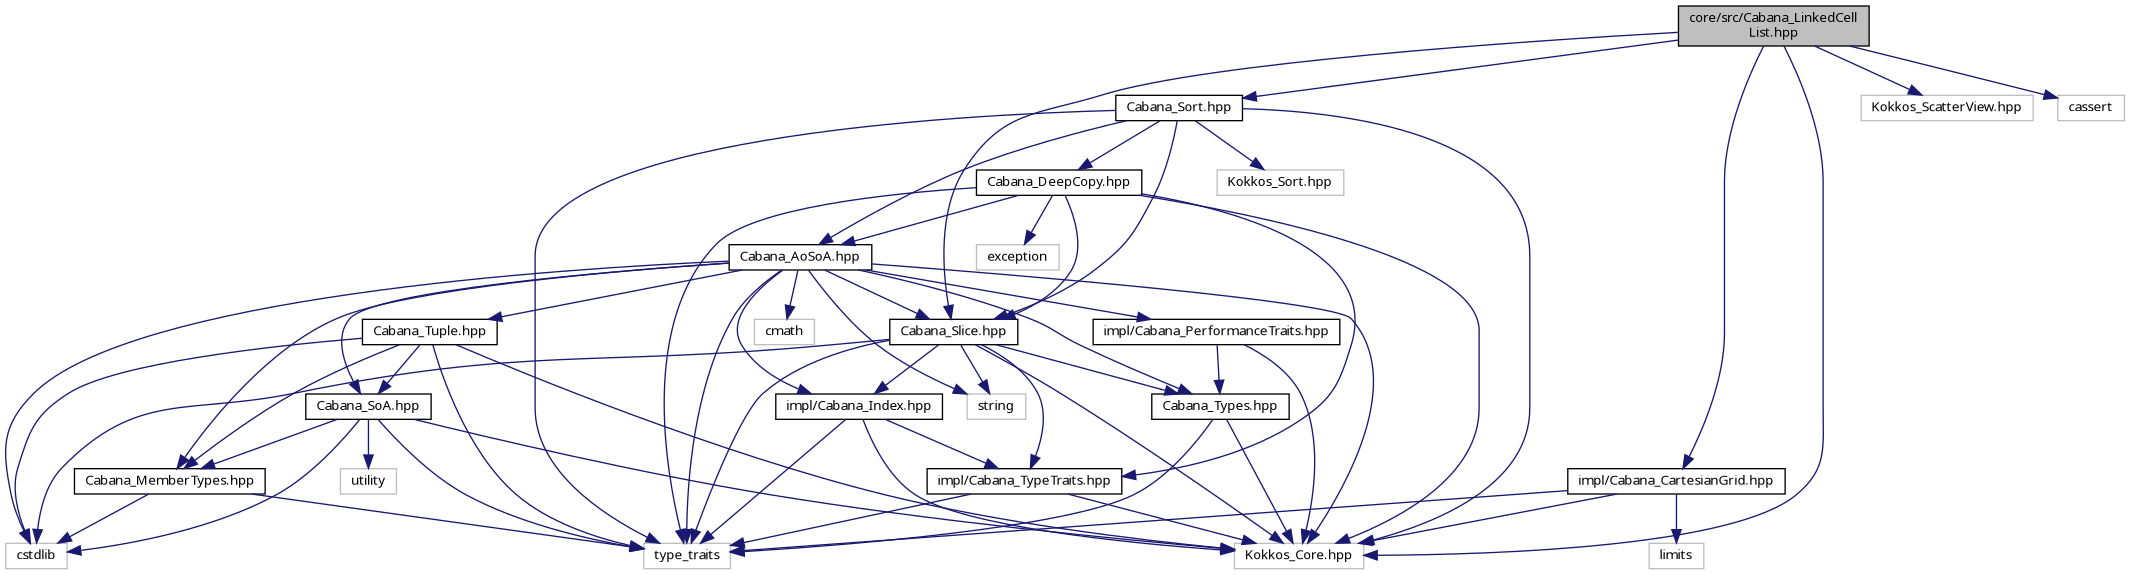 core/src/Cabana_LinkedCell
List.hpp
Cabana_Sort.hpp
Kokkos_ScatterView.hpp
cassert
Cabana_DeepCopy.hpp
Kokkos_Sort.hpp
Cabana_AoSoA.hpp
exception
Cabana_Tuple.hpp
cmath
Cabana_Slice.hpp
impl/Cabana_PerformanceTraits.hpp
Cabana_SoA.hpp
impl/Cabana_Index.hpp
string
Cabana_Types.hpp
Cabana_MemberTypes.hpp
utility
impl/Cabana_TypeTraits.hpp
impl/Cabana_CartesianGrid.hpp
cstdlib
type_traits
Kokkos_Core.hpp
limits